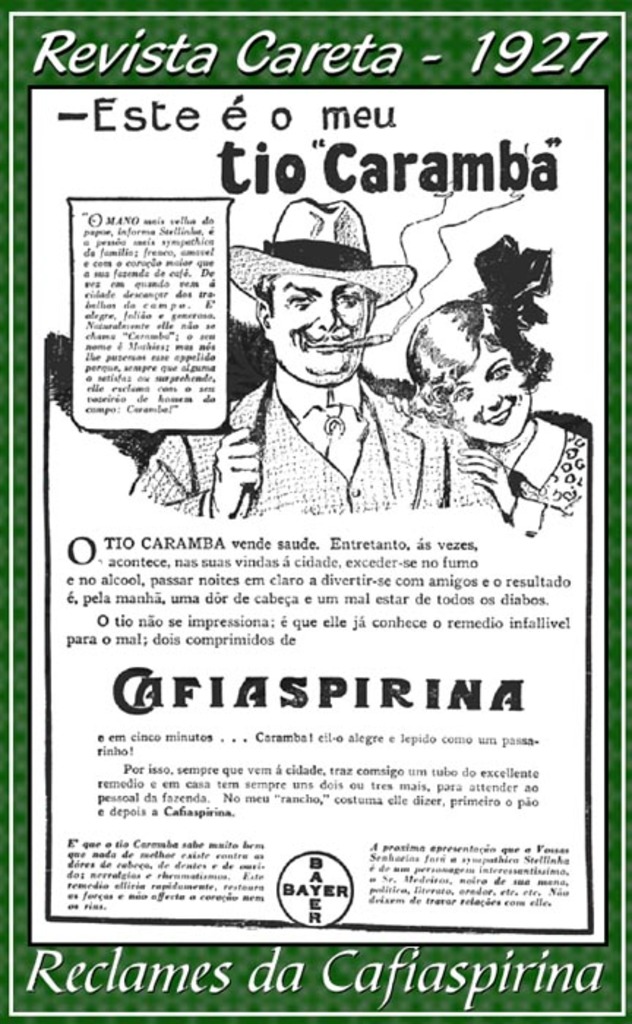 Revista Careta - 1927
—Este é o meu
tio "Caramba"
"O MANO mais velho do
papae, informa Stellinha, é
a pessôa mais sympathica
da familia; franco, amavel
e com o coração maior que
a sua fazenda de café. De
vez em quando vem á
cidade descançar dos tra-
balhos do campo. E'
alegre, folião e generoso.
Naturalmente elle não se
chama "Caramba"; o seu
nome é Mathias; mas nós
lhe puzemos esse appelido
porque, sempre que alguma
o satisfaz ou surprehende,
elle exclama com o seu
vozeirão de homem do
campo: Caramba!"
O TIO CARAMBA vende saude. Entretanto, ás vezes,
acontece, nas suas vindas á cidade, exceder-se no fumo
e no alcool, passar noites em claro a divertir-se com amigos e o resultado
é, pela manhã, uma dôr de cabeça e um mal estar de todos os diabos.
O tio não se impressiona; é que elle já conhece o remedio infallivel
para o mal; dois comprimidos de
CAFIASPIRINA
e em cinco minutos . . . Caramba! eil-o alegre e lepido como um passa-
rinho!
Por isso, sempre que vem á cidade, traz comsigo um tubo do excellente
remedio e em casa tem sempre uns dois ou tres mais, para attender ao
pessoal da fazenda. No meu "rancho," costuma elle dizer, primeiro o pão
e depois a Cafiaspirina.
E' que o tio Caramba sabe muito bem
que nada de melhor existe contra as
dôres de cabeça, de dentes e de ouvi-
do; nevralgias e rheumatismos. Este
remedio allivia rapidamente, restaura
as forças e não affecta o coração nem
os rins.
BAYER
BAYER
A proxima apresentação que a Vossas
Senhorias fará a sympathica Stellinha
é de um personagem interessantissimo,
o Sr. Medeiros, noivo de sua mana,
politico, literato, orador, etc. etc. Não
deixem de travar relações com elle.
Reclames da Cafiaspirina